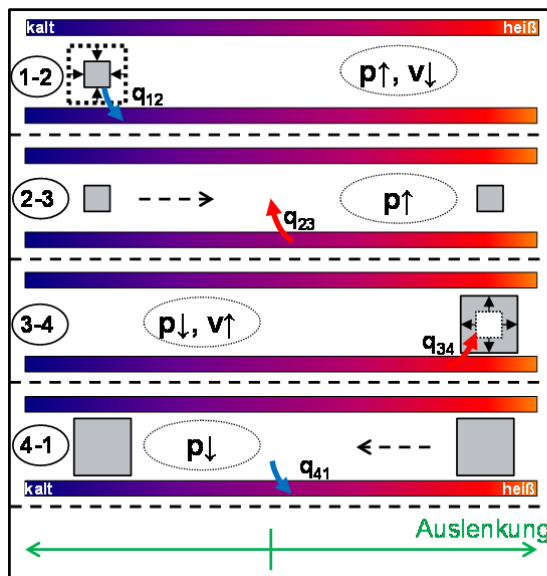 kalt heiß
1-2
p↑, v↓
q12
2-3
p↑
q23
3-4
p↓, v↑
q34
4-1
p↓
q41
kalt heiß
Auslenkung